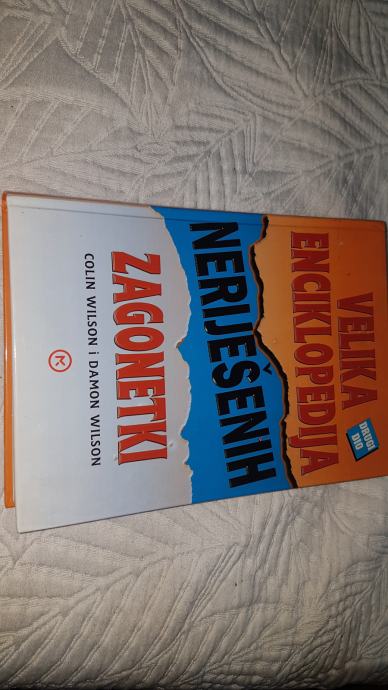 VELIKA
ENCIKLOPEDIJA
DRUGI
DIO
NERIJEŠENIH
ZAGONETKI
COLIN WILSON i DAMON WILSON